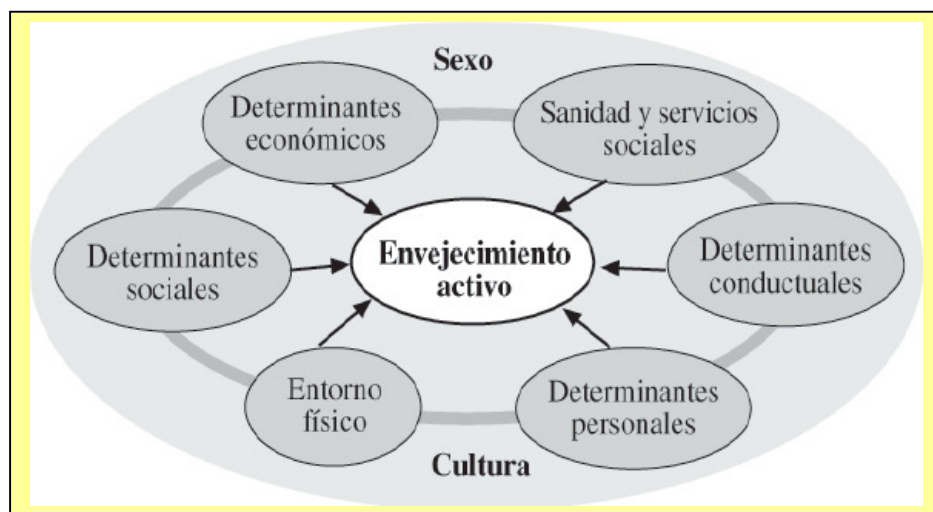 Sexo
Determinantes
económicos
Sanidad y servicios
sociales
Determinantes
sociales
Envejecimiento
activo
Determinantes
conductuales
Entorno
físico
Determinantes
personales
Cultura